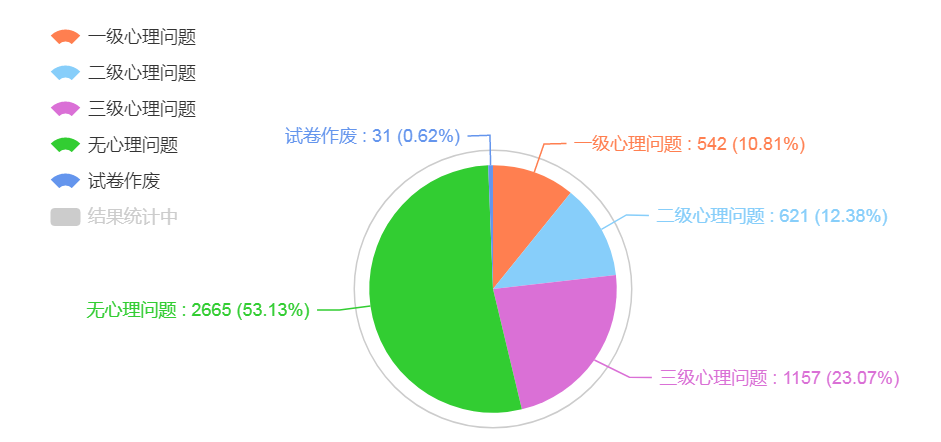 一级心理问题
二级心理问题
三级心理问题
无心理问题
试卷作废
结果统计中
试卷作废 : 31 (0.62%)
一级心理问题 : 542 (10.81%)
二级心理问题 : 621 (12.38%)
无心理问题 : 2665 (53.13%)
三级心理问题 : 1157 (23.07%)